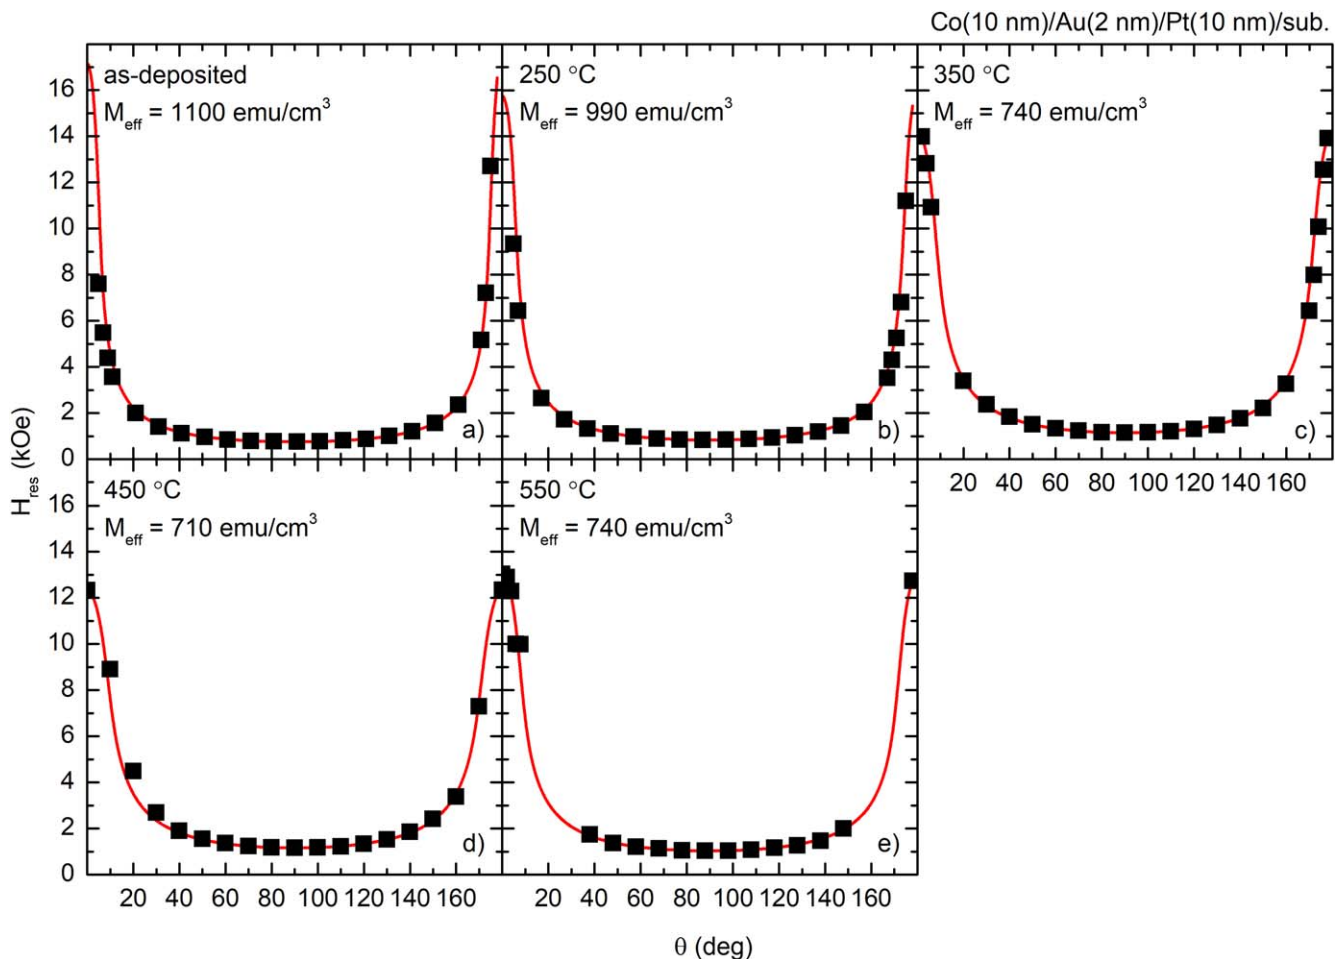 Co(10 nm)/Au(2 nm)/Pt(10 nm)/sub.
as-deposited
M_eff = 1100 emu/cm³
a)
250 °C
M_eff = 990 emu/cm³
b)
350 °C
M_eff = 740 emu/cm³
c)
16
14
12
10
8
6
4
2
0
20 40 60 80 100 120 140 160
H_res (kOe)
450 °C
M_eff = 710 emu/cm³
d)
550 °C
M_eff = 740 emu/cm³
e)
16
14
12
10
8
6
4
2
0
20 40 60 80 100 120 140 160
20 40 60 80 100 120 140 160
θ (deg)